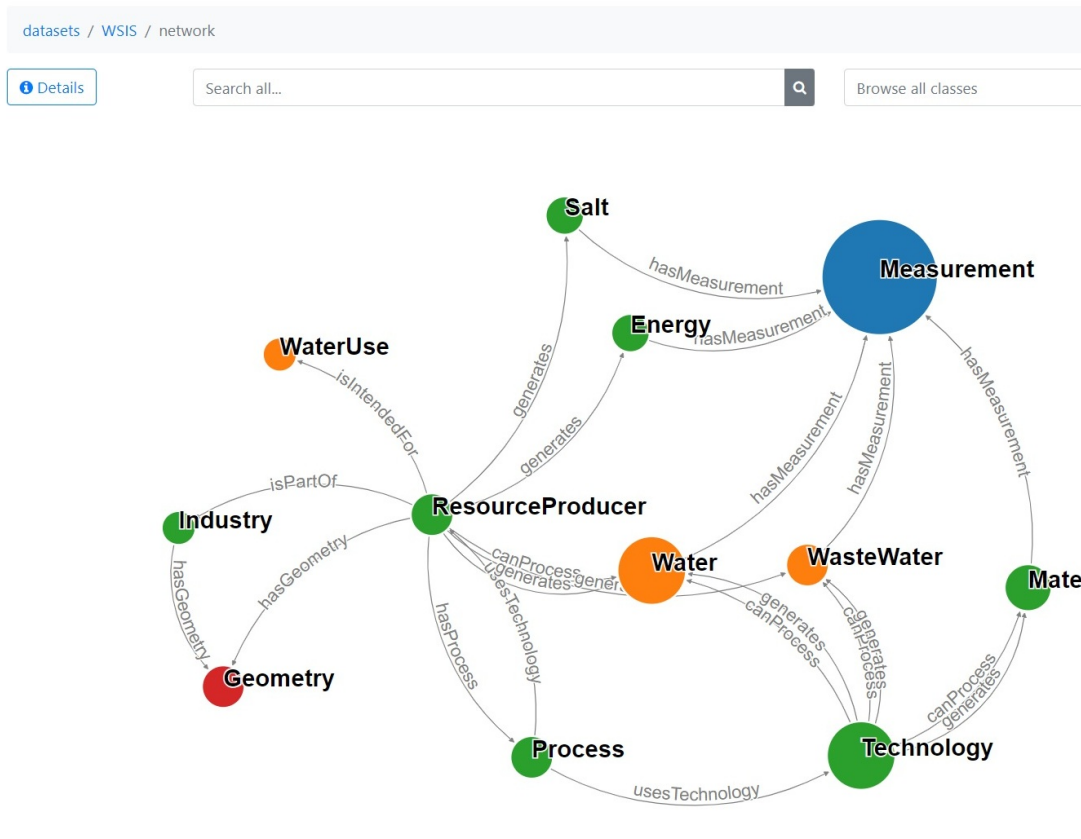 datasets / WSIS / network
Details
Search all...
Browse all classes
Salt
hasMeasurement
Measurement
Energy
hasMeasurement
WaterUse
isIntendedFor
generates
generates
hasMeasurement
hasMeasurement
hasMeasurement
isPartOf
Industry
ResourceProducer
hasGeometry
hasGeometry
canProcess
generates
Water
WasteWater
Mate
usesTechnology
hasProcess
generates
canProcess
generates
canProcess
canProcess
generates
Geometry
Process
Technology
usesTechnology